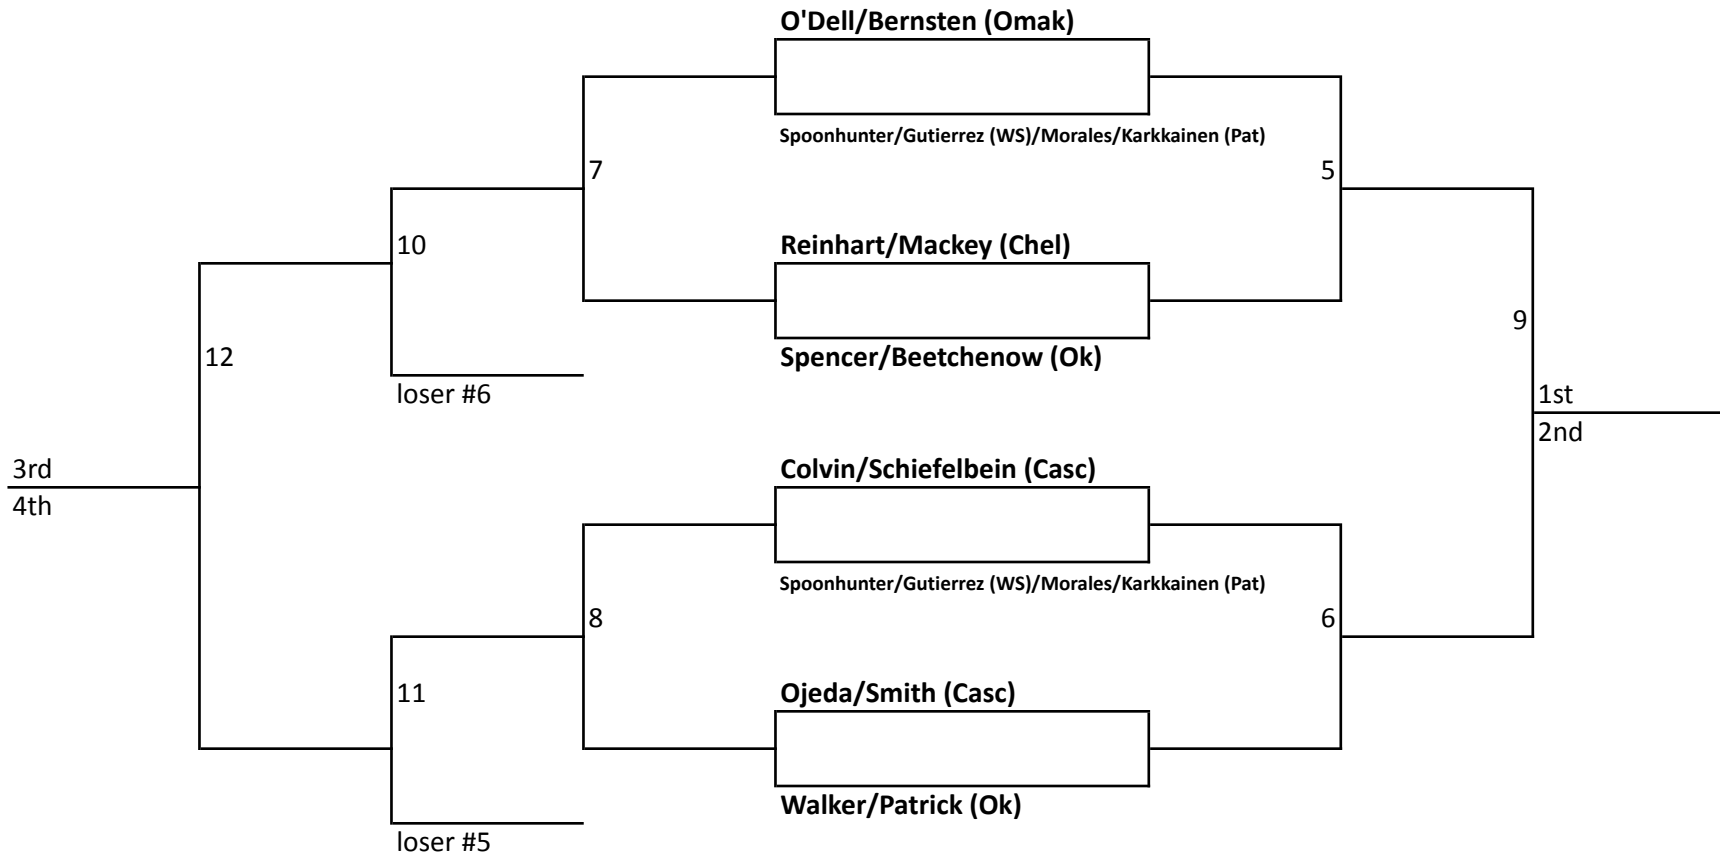 O'Dell/Bernsten (Omak)
Spoonhunter/Gutierrez (WS)/Morales/Karkkainen (Pat)
7
5
10
Reinhart/Mackey (Chel)
9
12
Spencer/Beetchenow (Ok)
loser #6
1st
2nd
3rd
Colvin/Schiefelbein (Casc)
4th
Spoonhunter/Gutierrez (WS)/Morales/Karkkainen (Pat)
8
6
11
Ojeda/Smith (Casc)
Walker/Patrick (Ok)
loser #5